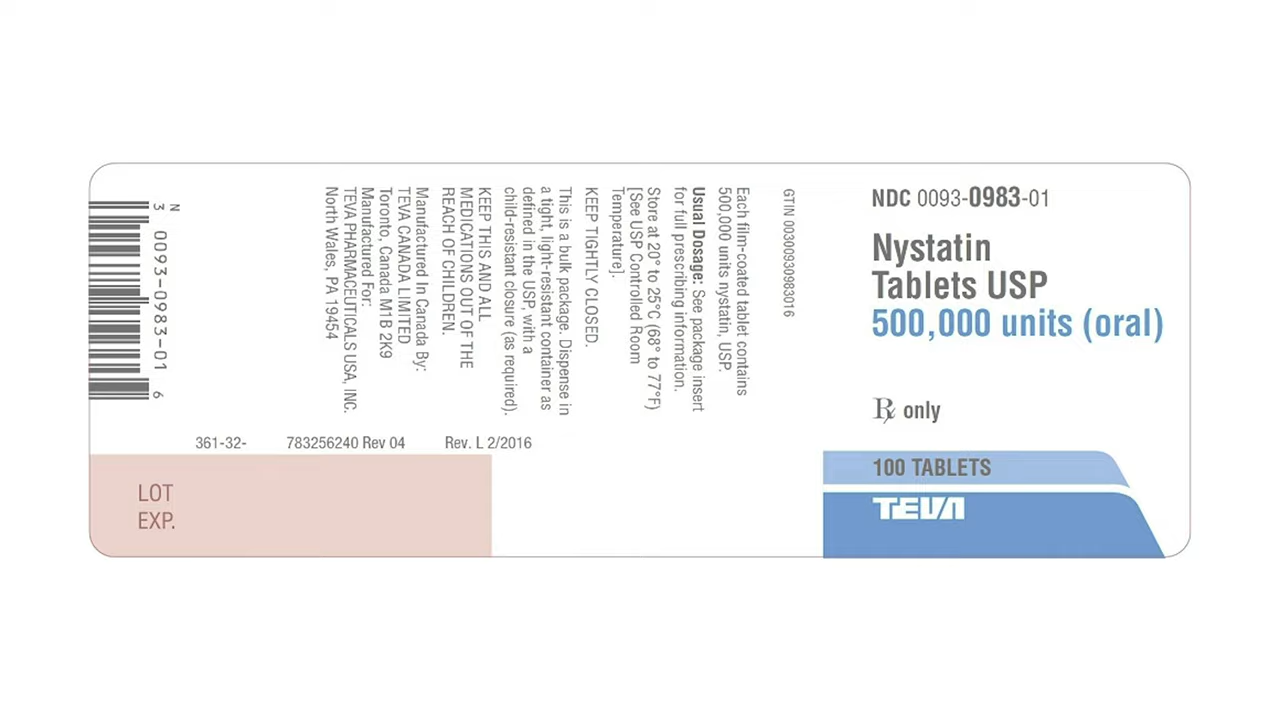 NDC 0093-0983-01
Nystatin
Tablets USP
500,000 units (oral)
Rx only
100 TABLETS
TEVA
GTIN 00300930983016
Each film-coated tablet contains
500,000 units nystatin, USP.
Usual Dosage: See package insert
for full prescribing information.
Store at 20° to 25°C (68° to 77°F)
[See USP Controlled Room
Temperature].
KEEP TIGHTLY CLOSED.
This is a bulk package. Dispense in
a tight, light-resistant container as
defined in the USP, with a
child-resistant closure (as required).
KEEP THIS AND ALL
MEDICATIONS OUT OF THE
REACH OF CHILDREN.
Manufactured In Canada By:
TEVA CANADA LIMITED
Toronto, Canada M1B 2K9
Manufactured For:
TEVA PHARMACEUTICALS USA, INC.
North Wales, PA 19454
N
3 0093-0983-01 6
361-32- 783256240 Rev 04 Rev. L 2/2016
LOT
EXP.